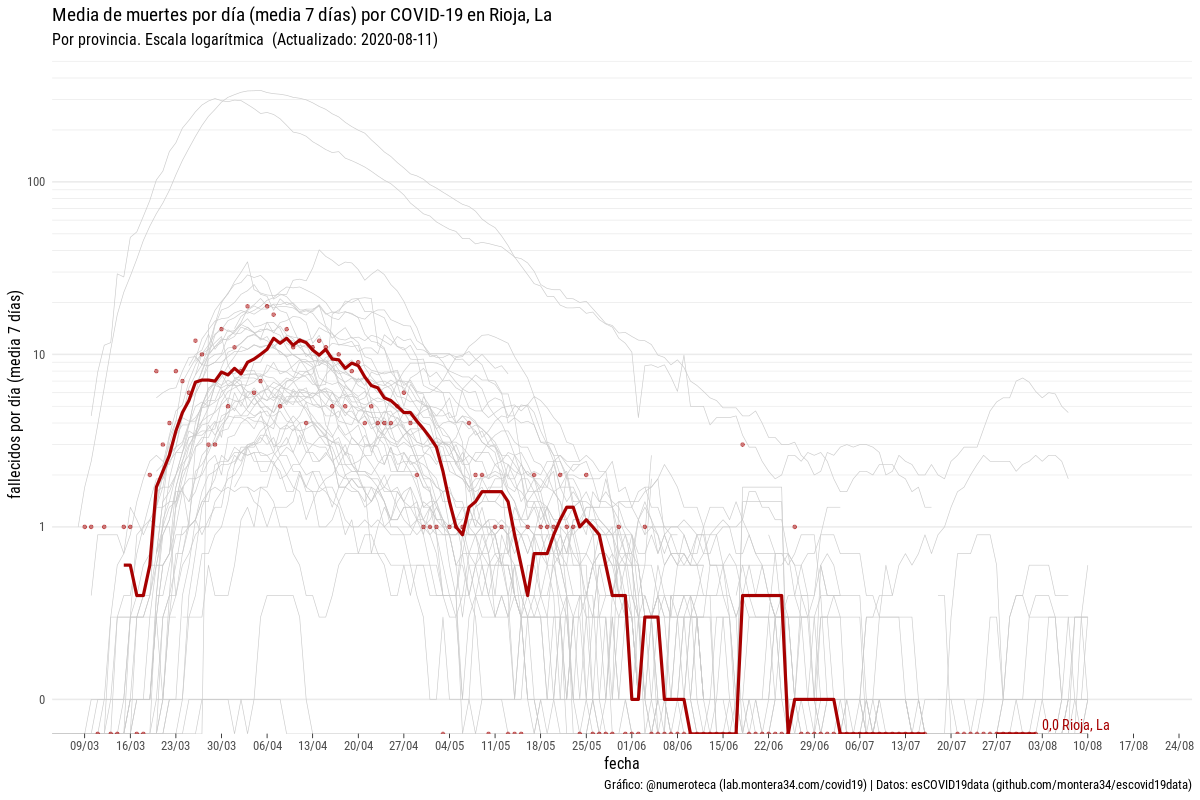 Media de muertes por día (media 7 días) por COVID-19 en Rioja, La
Por provincia. Escala logarítmica  (Actualizado: 2020-08-11)
fallecidos por día (media  7 días)
100
10
1
0
0,0 Rioja, La
09/03 16/03 23/03 30/03 06/04 13/04 20/04 27/04 04/05 11/05 18/05 25/05 01/06 08/06 15/06 22/06 29/06 06/07 13/07 20/07 27/07 03/08 10/08 17/08 24/08
fecha
Gráfico: @numeroteca (lab.montera34.com/covid19) | Datos: esCOVID19data (github.com/montera34/escovid19data)